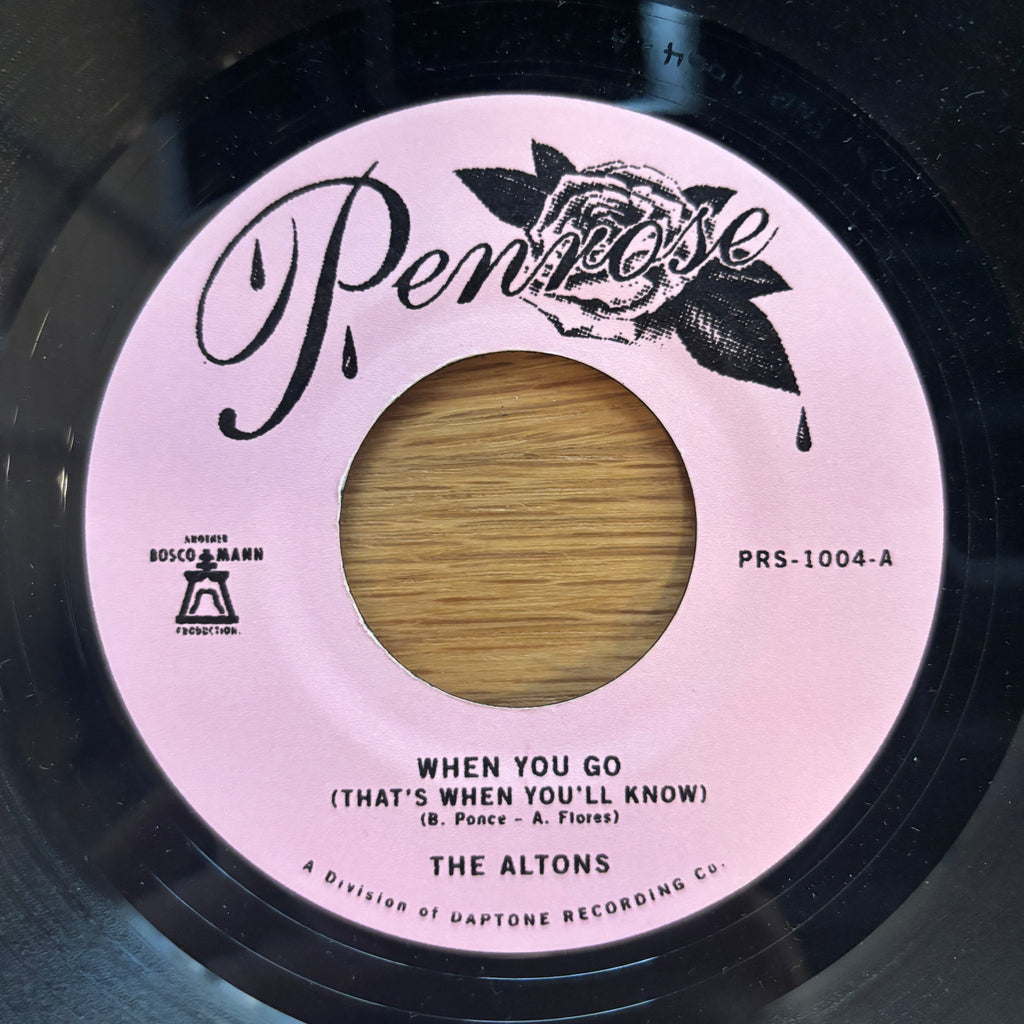 Penrose
ANOTHER
BOSCO MANN
PRODUCTION.
PRS-1004-A
WHEN YOU GO
(THAT'S WHEN YOU'LL KNOW)
(B. Ponce - A. Flores)
THE ALTONS
A Division of DAPTONE RECORDING Co.